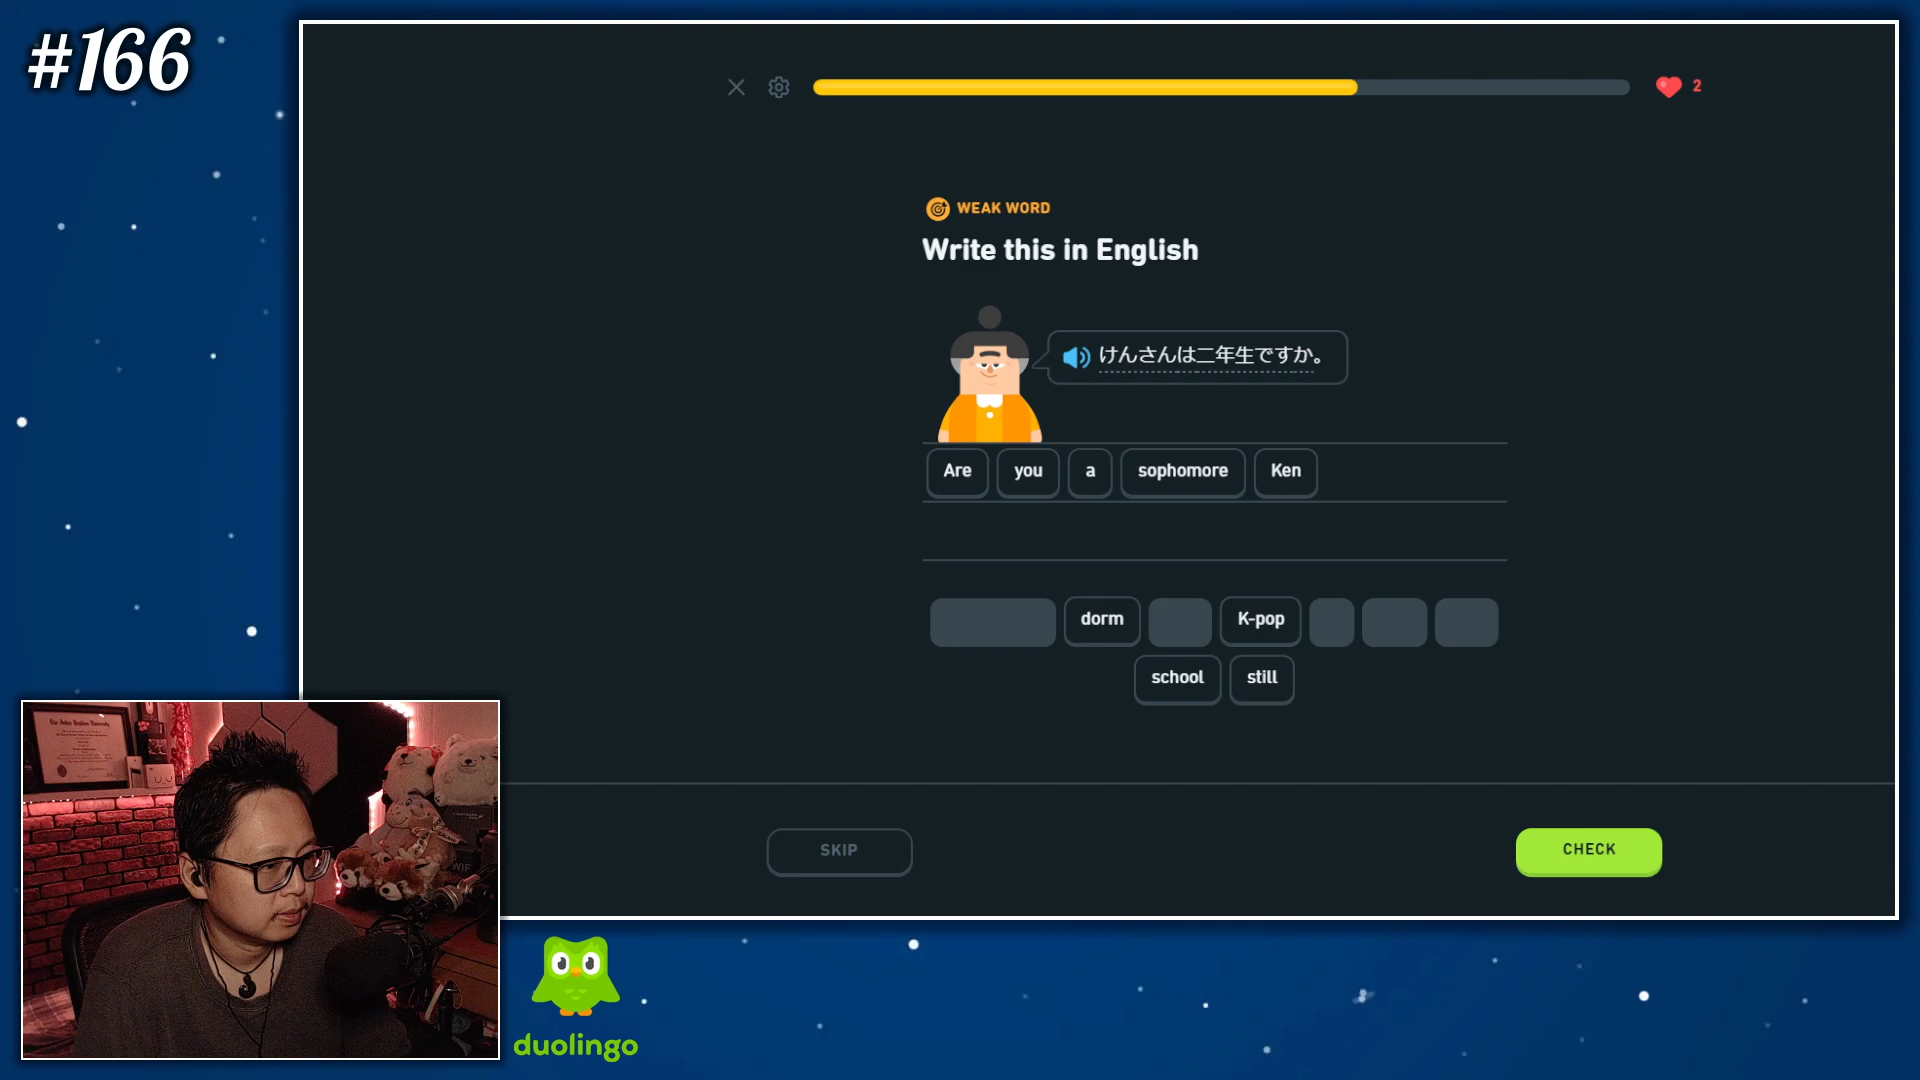 #166
2
WEAK WORD
Write this in English
けんさんは二年生ですか。
Are you a sophomore Ken
dorm K-pop
school still
SKIP CHECK
duolingo